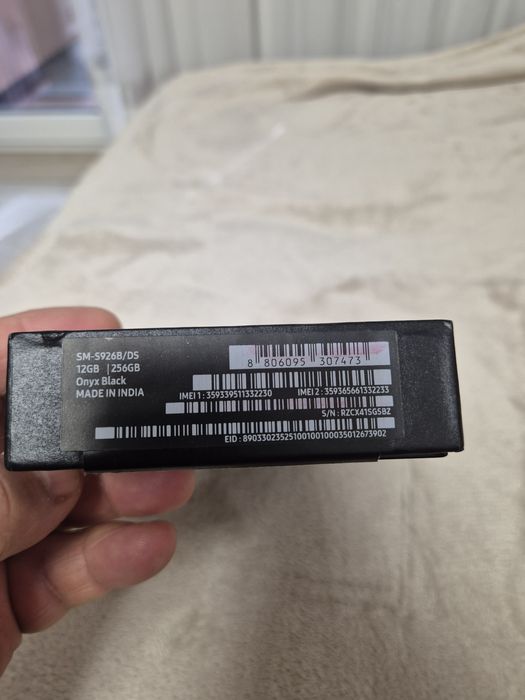 SM-S926B/DS
12GB | 256GB
Onyx Black
MADE IN INDIA
8 806095 307473
IMEI 1 : 359339511332230 IMEI 2 : 359365661332233
S/N : RZCX41SGSBZ
EID : 89033023525100100100035012673902